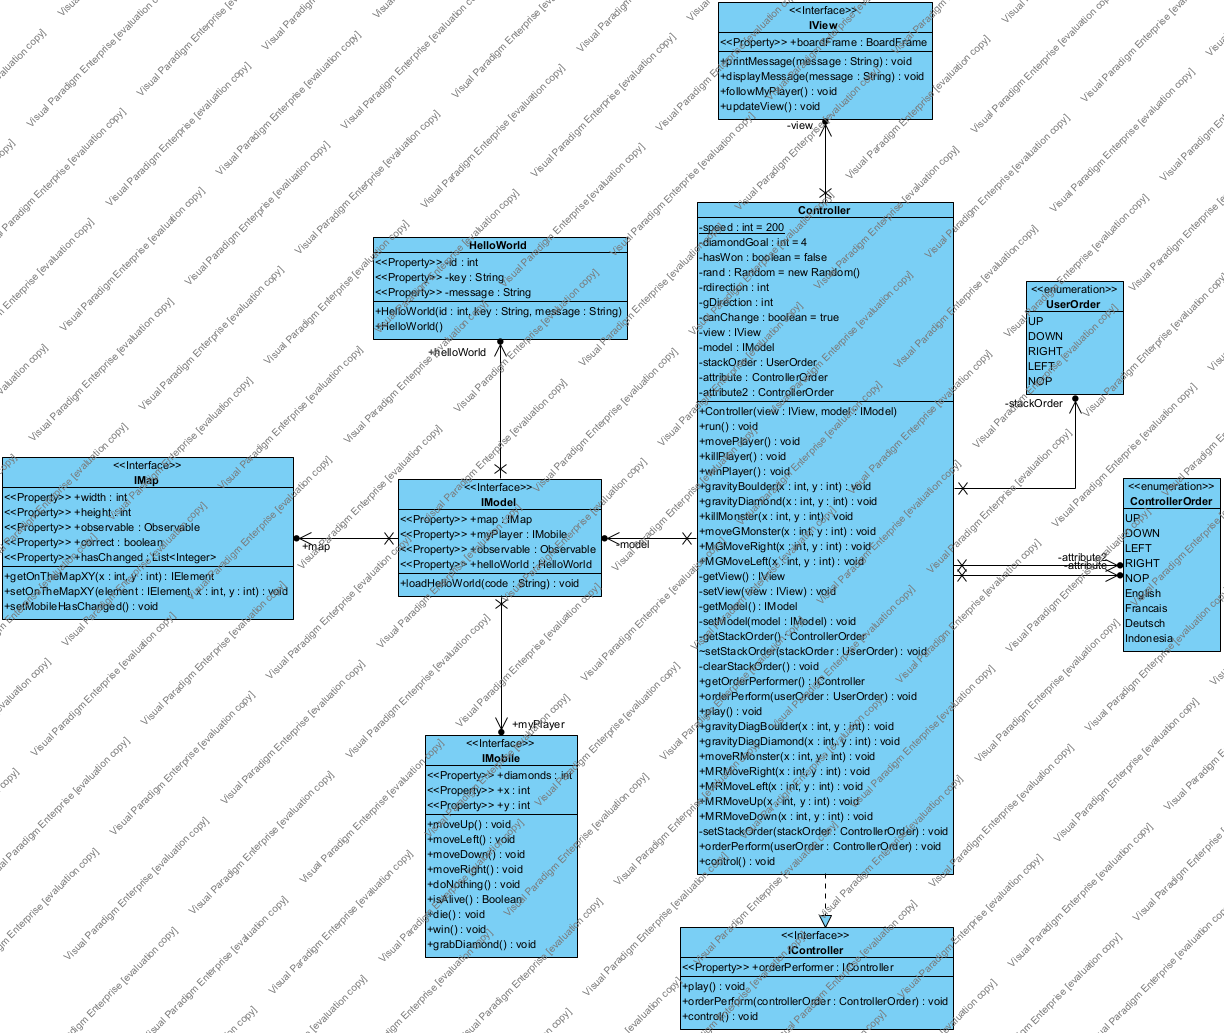 <<Interface>>
IView
<<Property>> +boardFrame : BoardFrame
+printMessage(message : String) : void
+displayMessage(message : String) : void
+followMyPlayer() : void
+updateView() : void
-view
Controller
-speed : int = 200
-diamondGoal : int = 4
-hasWon : boolean = false
-rand : Random = new Random()
-rdirection : int
-gDirection : int
-canChange : boolean = true
-view : IView
-model : IModel
-stackOrder : UserOrder
-attribute : ControllerOrder
-attribute2 : ControllerOrder
+Controller(view : IView, model : IModel)
+run() : void
+movePlayer() : void
+killPlayer() : void
+winPlayer() : void
+gravityBoulder(x : int, y : int) : void
+gravityDiamond(x : int, y : int) : void
+killMonster(x : int, y : int) : void
+moveGMonster(x : int, y : int) : void
+MGMoveRight(x : int, y : int) : void
+MGMoveLeft(x : int, y : int) : void
-getView() : IView
-setView(view : IView) : void
-getModel() : IModel
-setModel(model : IModel) : void
-getStackOrder() : ControllerOrder
~setStackOrder(stackOrder : UserOrder) : void
-clearStackOrder() : void
+getOrderPerformer() : IController
+orderPerform(userOrder : UserOrder) : void
+play() : void
+gravityDiagBoulder(x : int, y : int) : void
+gravityDiagDiamond(x : int, y : int) : void
+moveRMonster(x : int, y : int) : void
+MRMoveRight(x : int, y : int) : void
+MRMoveLeft(x : int, y : int) : void
+MRMoveUp(x : int, y : int) : void
+MRMoveDown(x : int, y : int) : void
-setStackOrder(stackOrder : ControllerOrder) : void
+orderPerform(userOrder : ControllerOrder) : void
+control() : void
HelloWorld
<<Property>> -id : int
<<Property>> -key : String
<<Property>> -message : String
+HelloWorld(id : int, key : String, message : String)
+HelloWorld()
+helloWorld
<<enumeration>>
UserOrder
UP
DOWN
RIGHT
LEFT
NOP
-stackOrder
<<Interface>>
IMap
<<Property>> +width : int
<<Property>> +height : int
<<Property>> +observable : Observable
<<Property>> +correct : boolean
<<Property>> +hasChanged : List<Integer>
+getOnTheMapXY(x : int, y : int) : IElement
+setOnTheMapXY(element : IElement, x : int, y : int) : void
+setMobileHasChanged() : void
+map
<<Interface>>
IModel
<<Property>> +map : IMap
<<Property>> +myPlayer : IMobile
<<Property>> +observable : Observable
<<Property>> +helloWorld : HelloWorld
+loadHelloWorld(code : String) : void
-model
<<enumeration>>
ControllerOrder
UP
DOWN
LEFT
RIGHT
NOP
English
Francais
Deutsch
Indonesia
-attribute2
-attribute
+myPlayer
<<Interface>>
IMobile
<<Property>> +diamonds : int
<<Property>> +x : int
<<Property>> +y : int
+moveUp() : void
+moveLeft() : void
+moveDown() : void
+moveRight() : void
+doNothing() : void
+isAlive() : Boolean
+die() : void
+win() : void
+grabDiamond() : void
<<Interface>>
IController
<<Property>> +orderPerformer : IController
+play() : void
+orderPerform(controllerOrder : ControllerOrder) : void
+control() : void
Visual Paradigm Enterprise [evaluation copy]